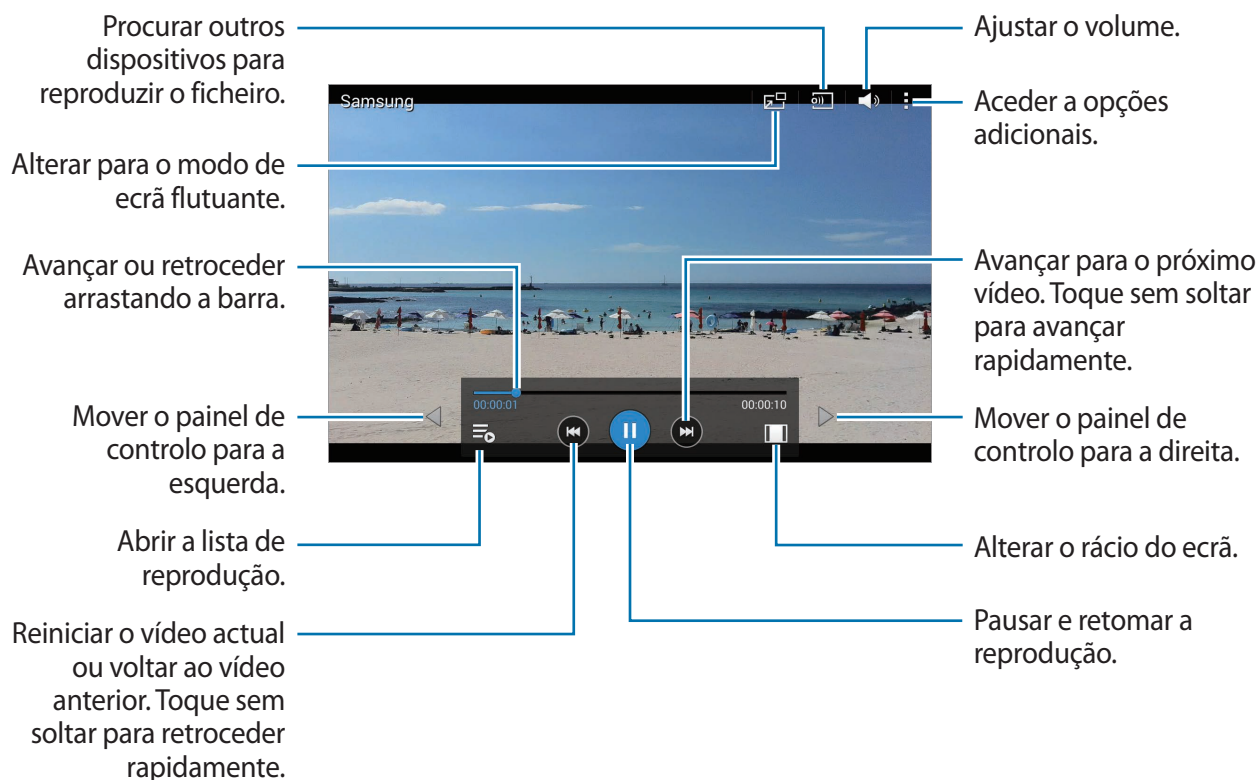 Procurar outros
dispositivos para
reproduzir o ficheiro.
Alterar para o modo de
ecrã flutuante.
Avançar ou retroceder
arrastando a barra.
Mover o painel de
controlo para a
esquerda.
Abrir a lista de
reprodução.
Reiniciar o vídeo actual
ou voltar ao vídeo
anterior. Toque sem
soltar para retroceder
rapidamente.
Samsung
00:00:01
00:00:10
Ajustar o volume.
Aceder a opções
adicionais.
Avançar para o próximo
vídeo. Toque sem soltar
para avançar
rapidamente.
Mover o painel de
controlo para a direita.
Alterar o rácio do ecrã.
Pausar e retomar a
reprodução.